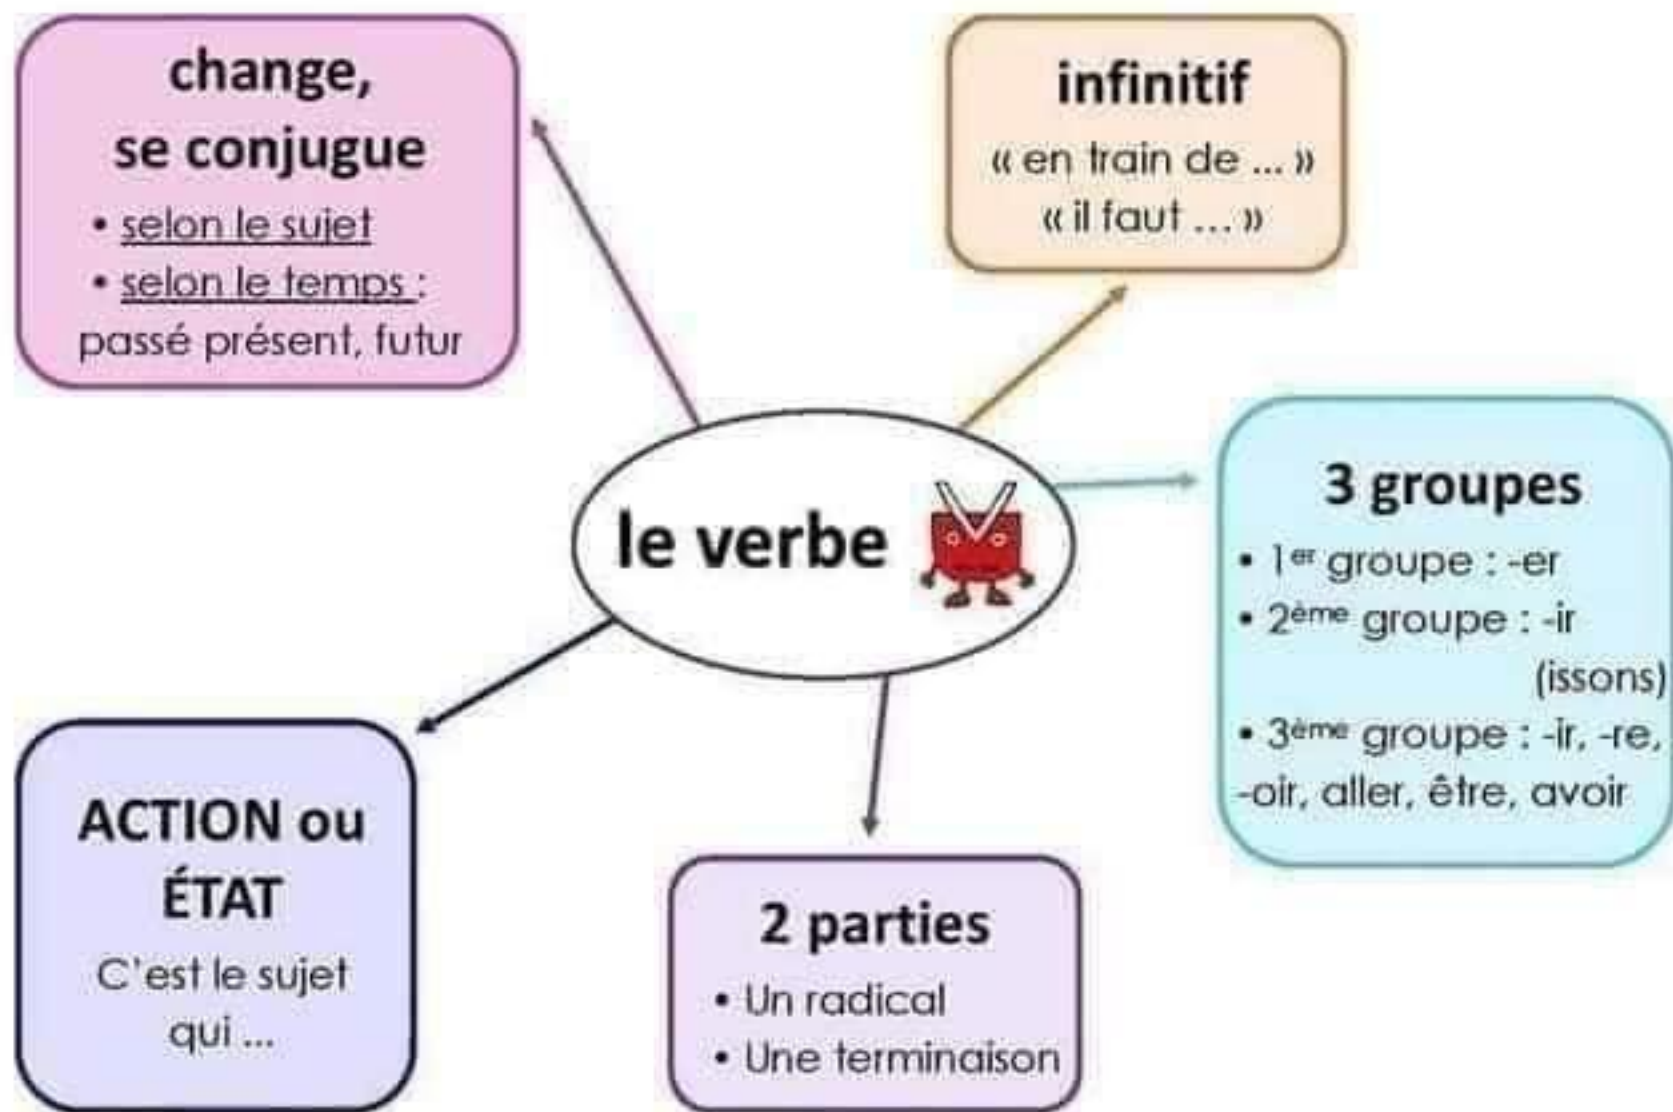 change,
se conjugue
• selon le sujet
• selon le temps :
passé présent, futur
infinitif
« en train de ... »
« il faut ... »
le verbe
3 groupes
• 1er groupe : -er
• 2ème groupe : -ir
(issons)
• 3ème groupe : -ir, -re,
-oir, aller, être, avoir
ACTION ou
ÉTAT
C'est le sujet
qui ...
2 parties
• Un radical
• Une terminaison